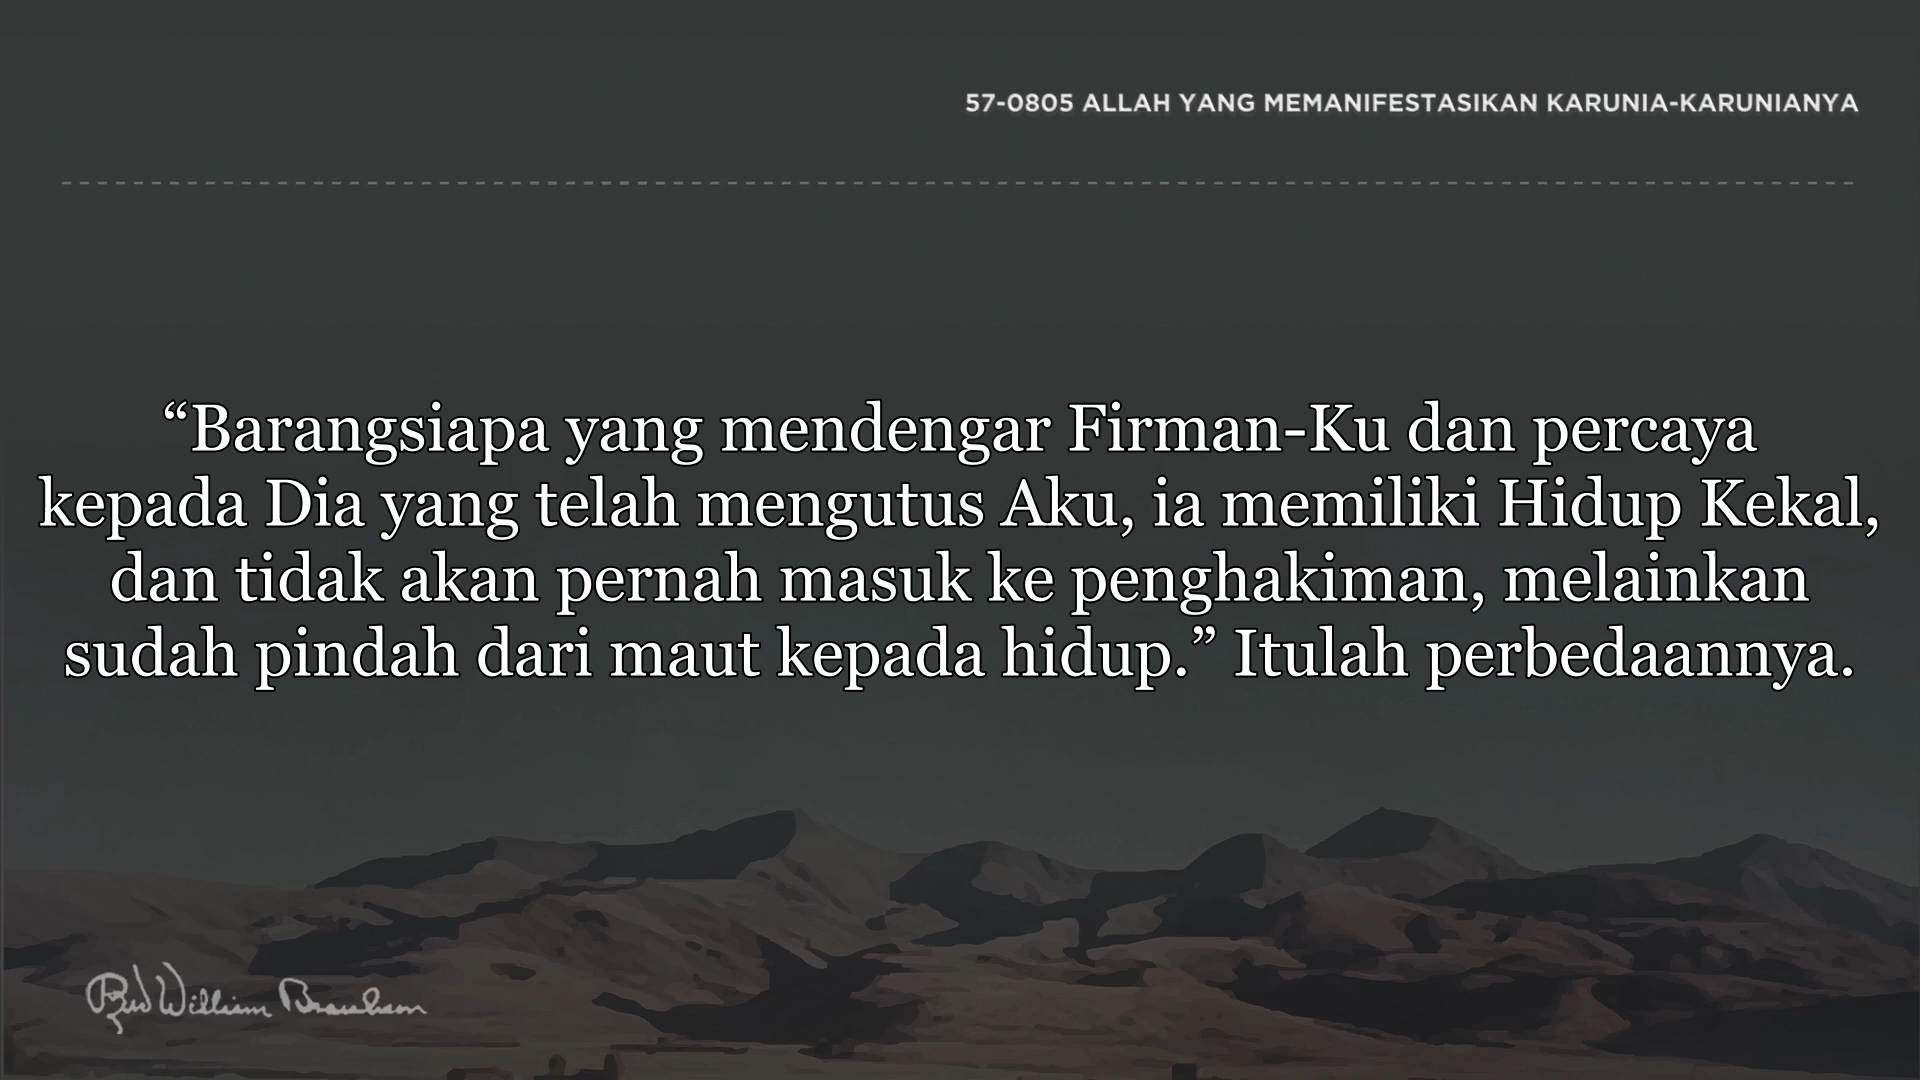 57-0805 ALLAH YANG MEMANIFESTASIKAN KARUNIA-KARUNIANYA
“Barangsiapa yang mendengar Firman-Ku dan percaya
kepada Dia yang telah mengutus Aku, ia memiliki Hidup Kekal,
dan tidak akan pernah masuk ke penghakiman, melainkan
sudah pindah dari maut kepada hidup.” Itulah perbedaannya.
Rev William Branham